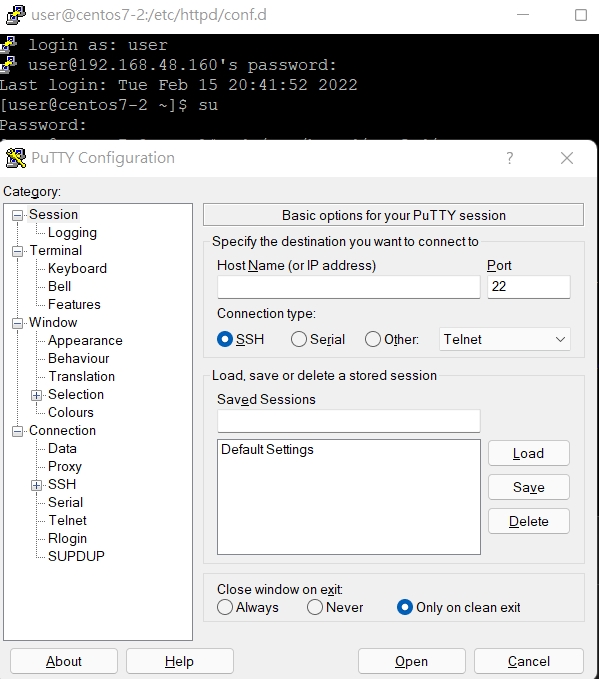 user@centos7-2:/etc/httpd/conf.d
login as: user
user@192.168.48.160's password:
Last login: Tue Feb 15 20:41:52 2022
[user@centos7-2 ~]$ su
Password:
PuTTY Configuration
?
Category:
Session
Logging
Terminal
Keyboard
Bell
Features
Window
Appearance
Behaviour
Translation
Selection
Colours
Connection
Data
Proxy
SSH
Serial
Telnet
Rlogin
SUPDUP
Basic options for your PuTTY session
Specify the destination you want to connect to
Host Name (or IP address) Port
22
Connection type:
SSH Serial Other: Telnet
Load, save or delete a stored session
Saved Sessions
Default Settings
Load
Save
Delete
Close window on exit:
Always Never Only on clean exit
About Help Open Cancel